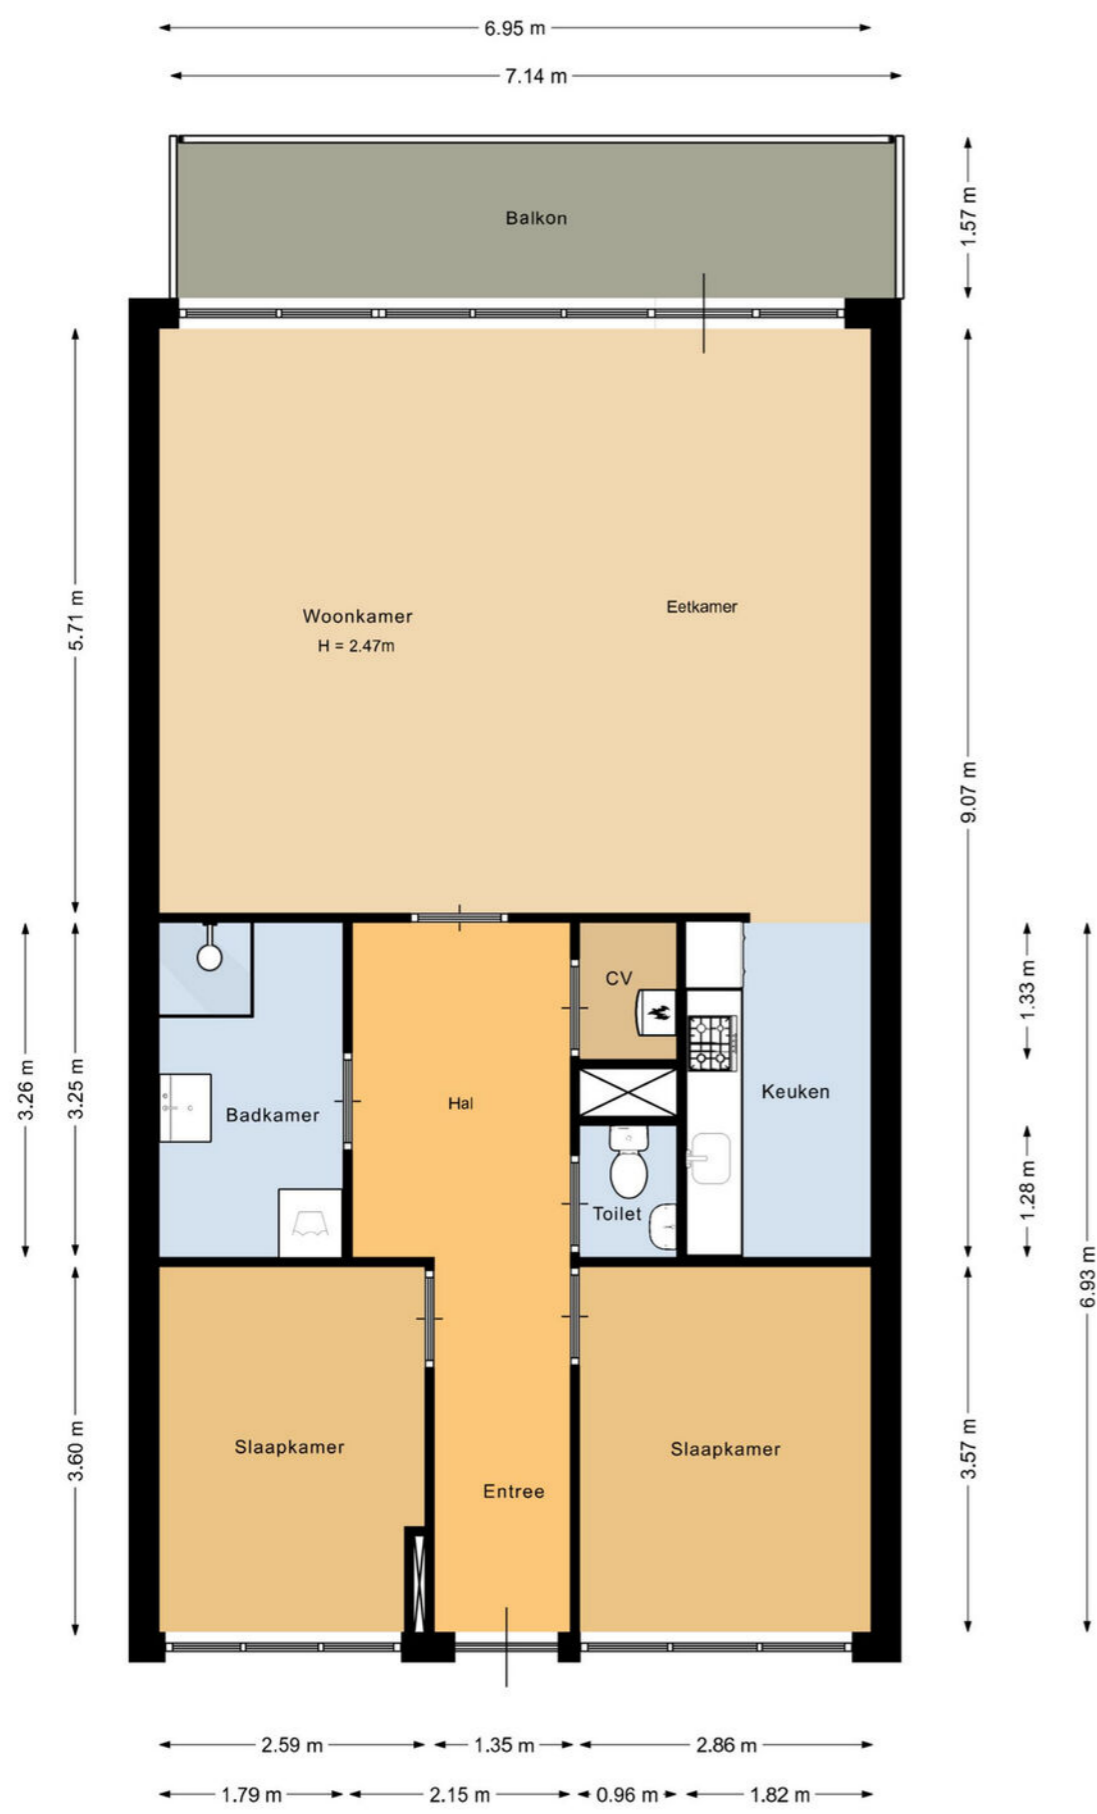 6.95 m
7.14 m
Balkon
1.57 m
5.71 m
Woonkamer
H = 2.47m
Eetkamer
9.07 m
CV
3.26 m
3.25 m
Badkamer
Hal
Keuken
1.33 m
Toilet
1.28 m
6.93 m
Slaapkamer
Slaapkamer
3.60 m
3.57 m
Entree
2.59 m
1.35 m
2.86 m
1.79 m
2.15 m
0.96 m
1.82 m